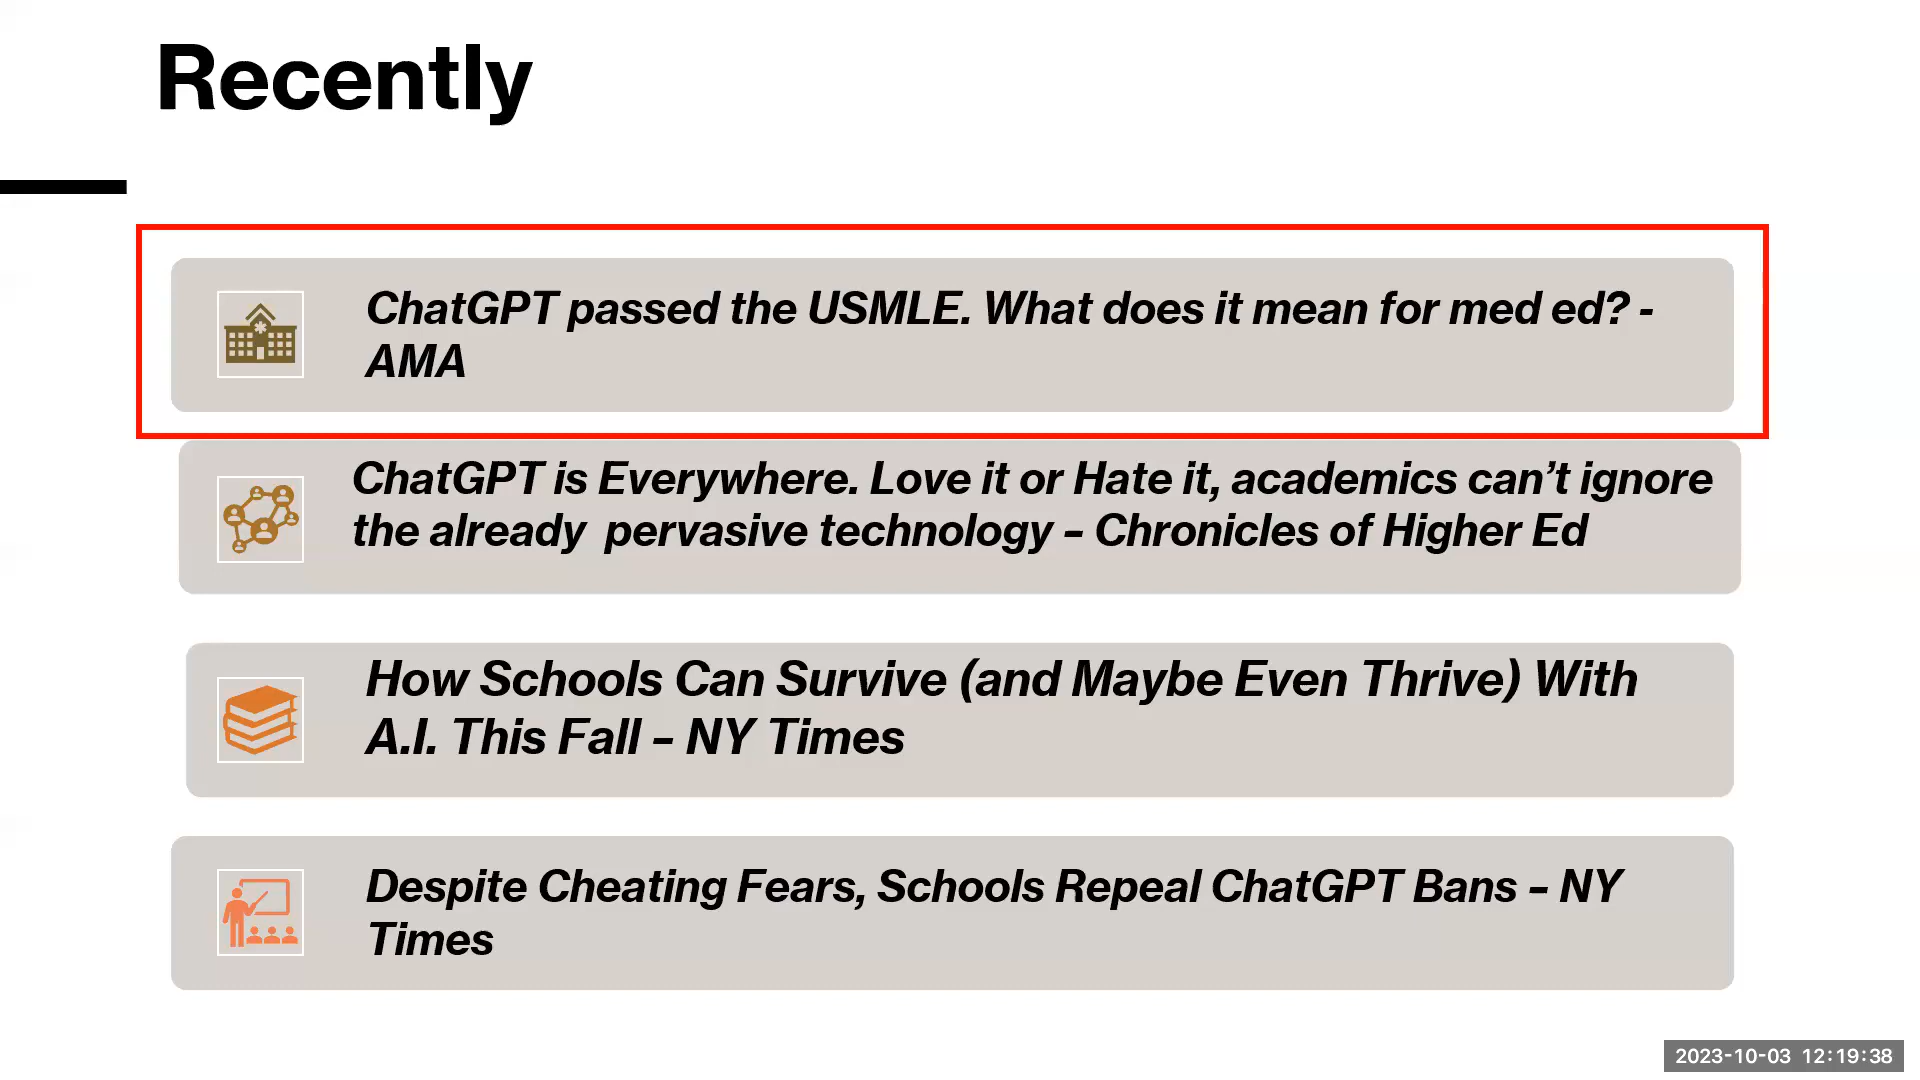 Recently
ChatGPT passed the USMLE. What does it mean for med ed? -
AMA
ChatGPT is Everywhere. Love it or Hate it, academics can’t ignore
the already  pervasive technology – Chronicles of Higher Ed
How Schools Can Survive (and Maybe Even Thrive) With
A.I. This Fall – NY Times
Despite Cheating Fears, Schools Repeal ChatGPT Bans – NY
Times
2023-10-03 12:19:38